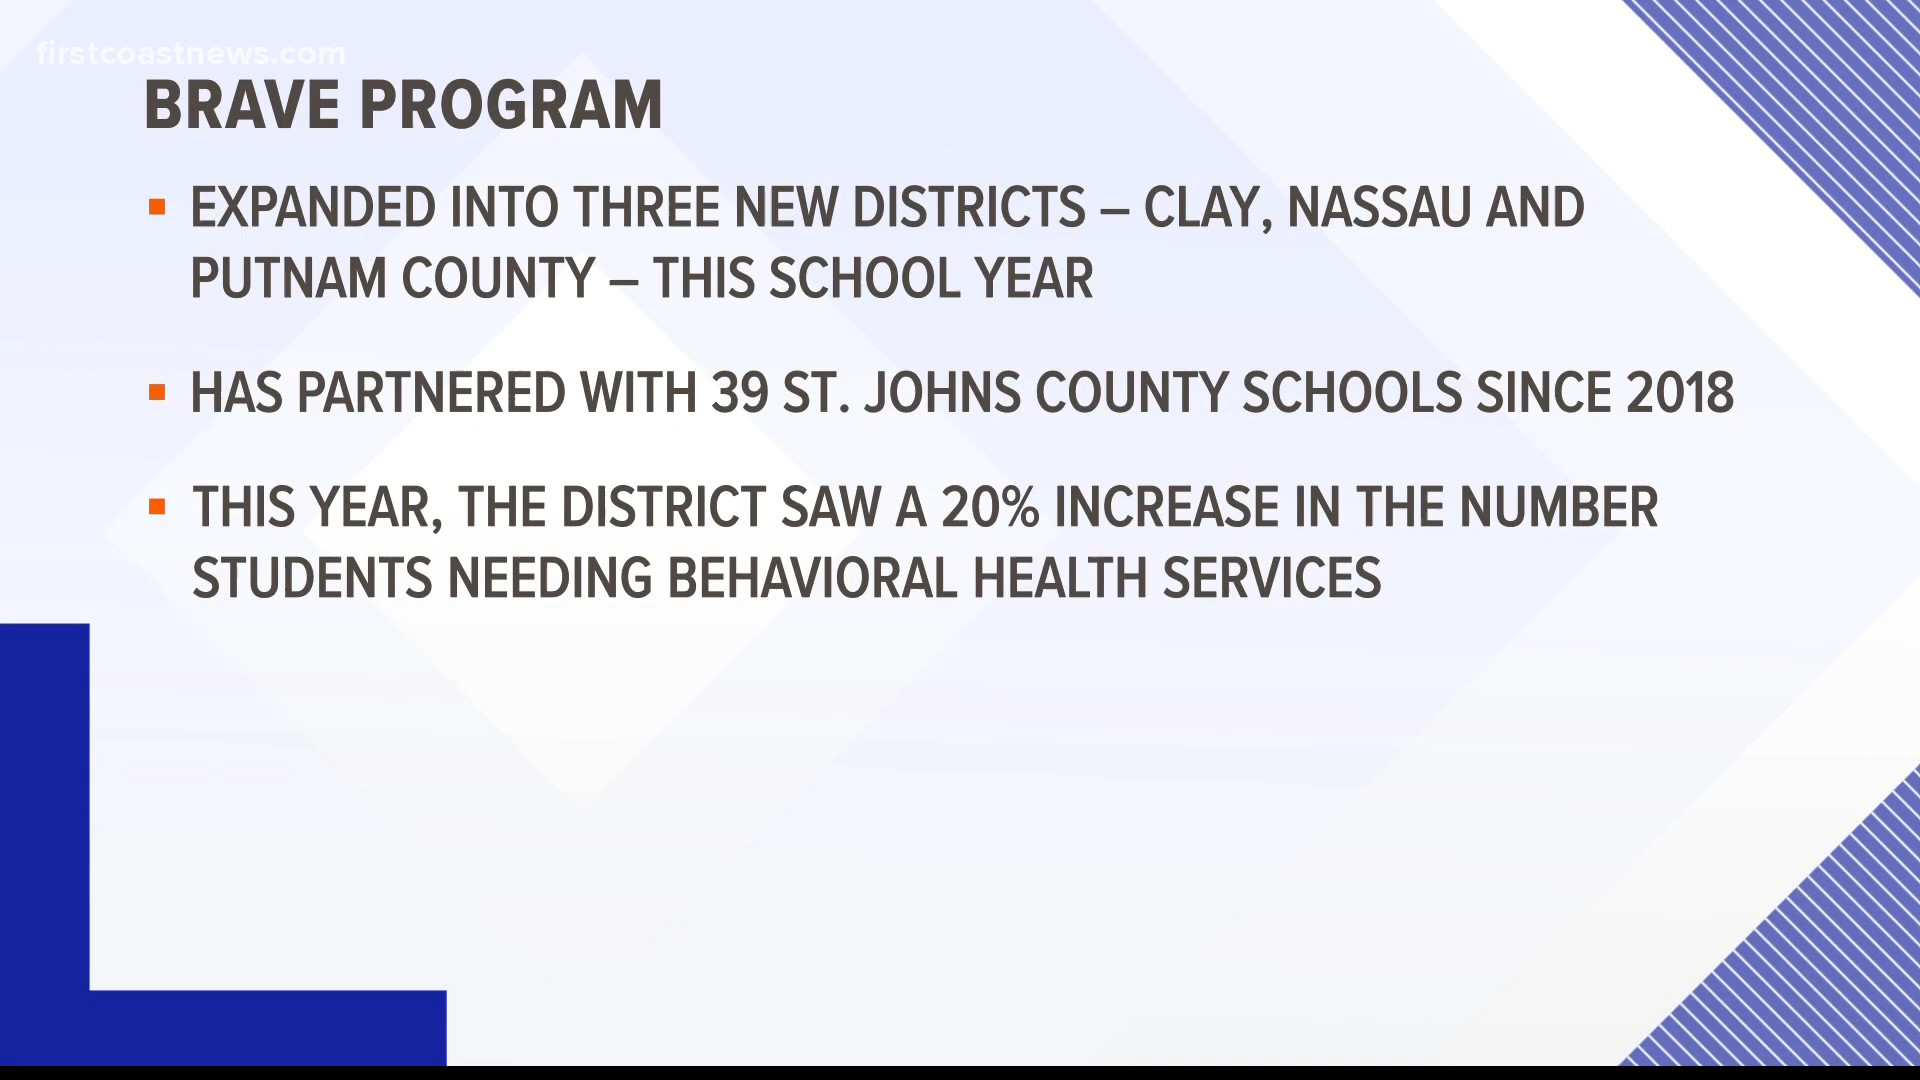 firstcoastnews.com
BRAVE PROGRAM
EXPANDED INTO THREE NEW DISTRICTS – CLAY, NASSAU AND
PUTNAM COUNTY – THIS SCHOOL YEAR
HAS PARTNERED WITH 39 ST. JOHNS COUNTY SCHOOLS SINCE 2018
THIS YEAR, THE DISTRICT SAW A 20% INCREASE IN THE NUMBER
STUDENTS NEEDING BEHAVIORAL HEALTH SERVICES